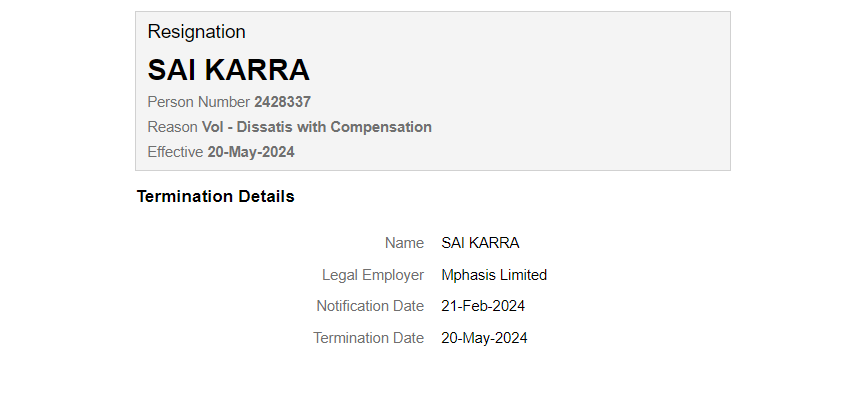 Resignation
SAI KARRA
Person Number 2428337
Reason Vol - Dissatis with Compensation
Effective 20-May-2024
Termination Details
Name SAI KARRA
Legal Employer Mphasis Limited
Notification Date 21-Feb-2024
Termination Date 20-May-2024